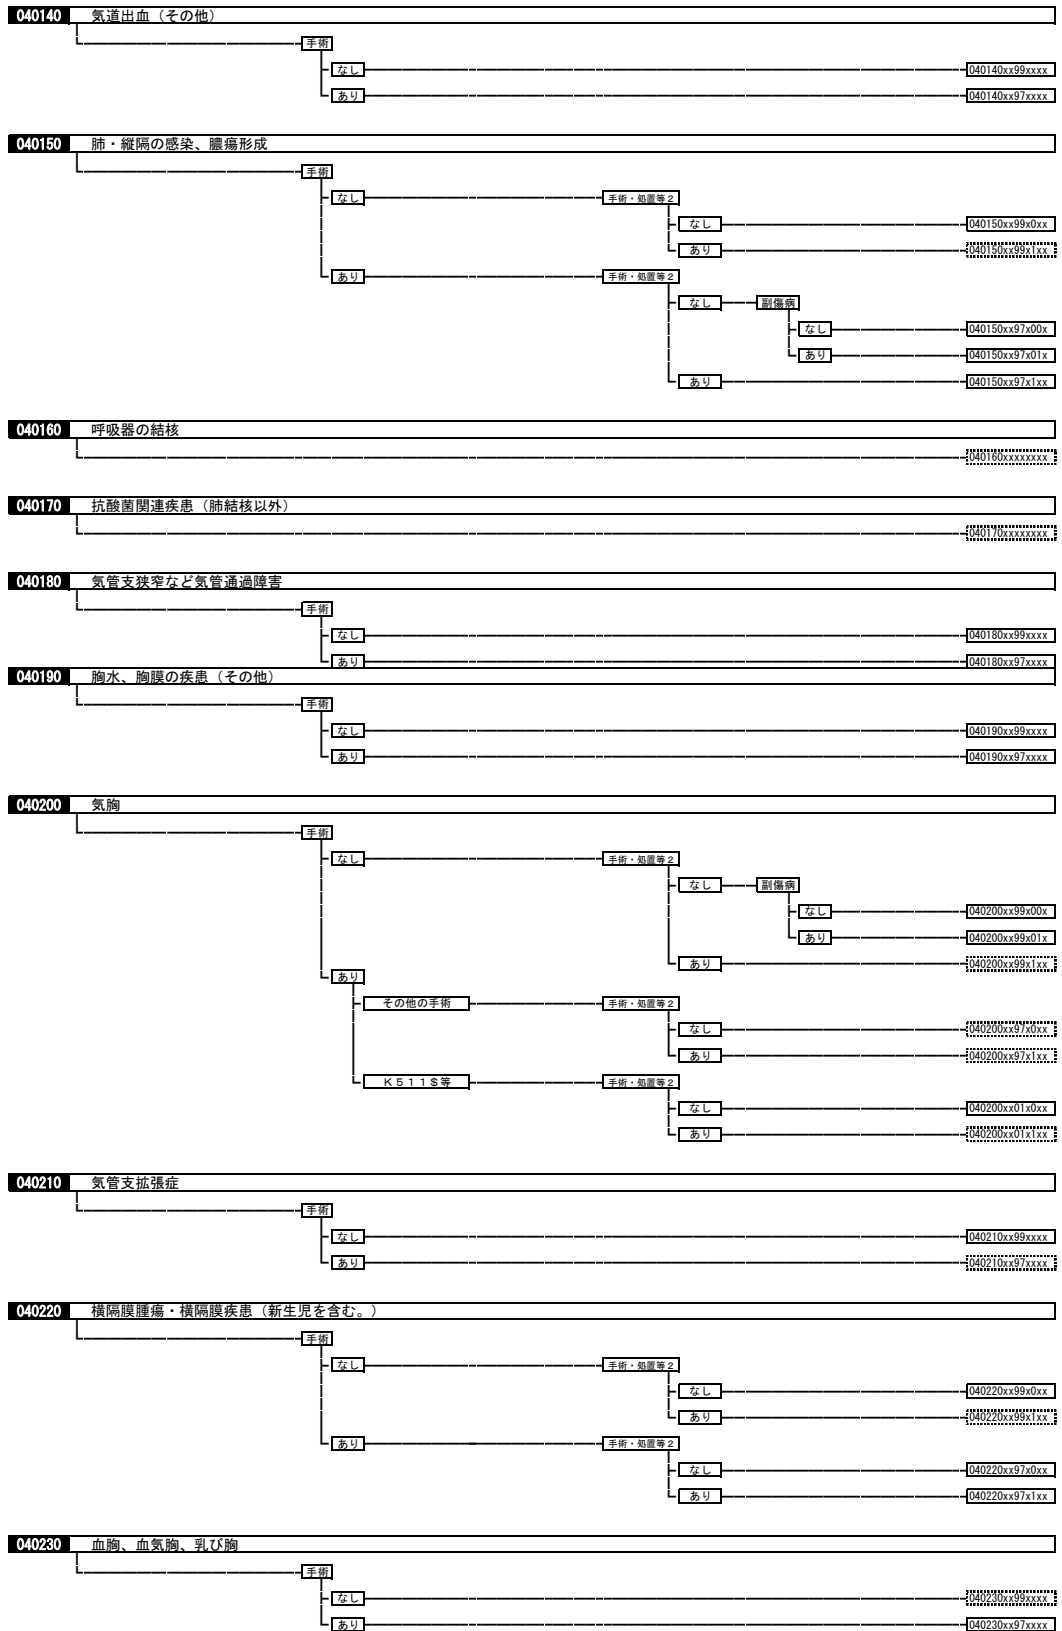 040140 気道出血（その他）
手術
なし 040140xx99xxxx
あり 040140xx97xxxx
040150 肺・縦隔の感染、膿瘍形成
手術
なし 手術・処置等２
なし 040150xx99x0xx
あり 040150xx99x1xx
あり 手術・処置等２
なし 副傷病
なし 040150xx97x00x
あり 040150xx97x01x
あり 040150xx97x1xx
040160 呼吸器の結核
040160xxxxxxxx
040170 抗酸菌関連疾患（肺結核以外）
040170xxxxxxxx
040180 気管支狭窄など気管通過障害
手術
なし 040180xx99xxxx
あり 040180xx97xxxx
040190 胸水、胸膜の疾患（その他）
手術
なし 040190xx99xxxx
あり 040190xx97xxxx
040200 気胸
手術
なし 手術・処置等２
なし 副傷病
なし 040200xx99x00x
あり 040200xx99x01x
あり 040200xx99x1xx
あり
その他の手術 手術・処置等２
なし 040200xx97x0xx
あり 040200xx97x1xx
Ｋ５１１＄等 手術・処置等２
なし 040200xx01x0xx
あり 040200xx01x1xx
040210 気管支拡張症
手術
なし 040210xx99xxxx
あり 040210xx97xxxx
040220 横隔膜腫瘍・横隔膜疾患（新生児を含む。）
手術
なし 手術・処置等２
なし 040220xx99x0xx
あり 040220xx99x1xx
あり 手術・処置等２
なし 040220xx97x0xx
あり 040220xx97x1xx
040230 血胸、血気胸、乳び胸
手術
なし 040230xx99xxxx
あり 040230xx97xxxx